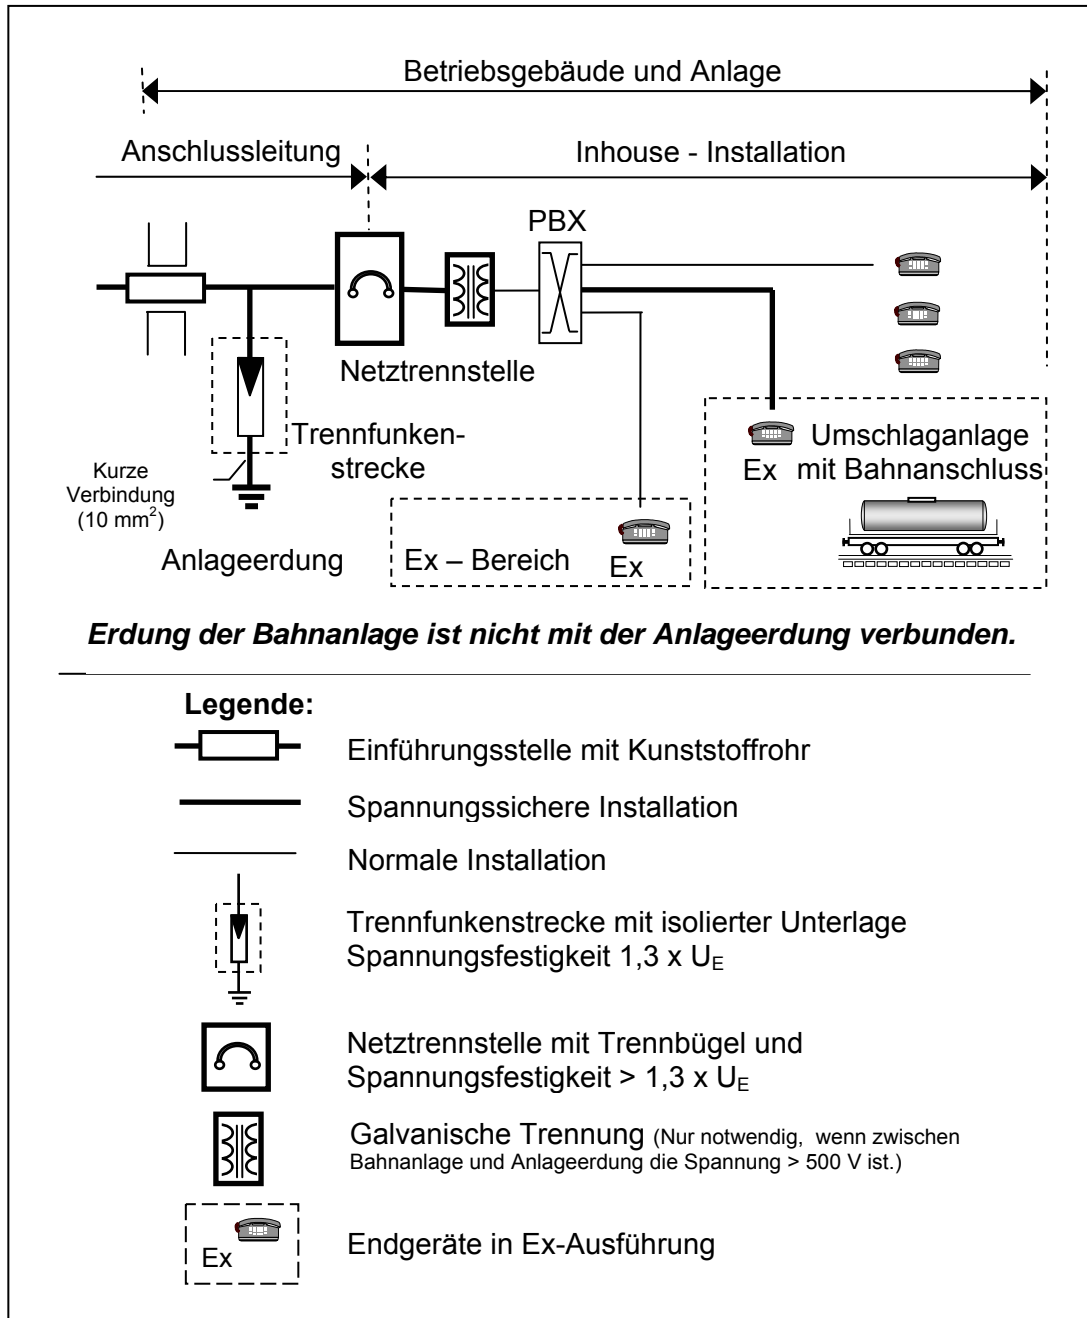 Betriebsgebäude und Anlage
Anschlussleitung
Inhouse - Installation
PBX
Netztrennstelle
Trennfunken-
strecke
Kurze
Verbindung
(10 mm²)
Anlageerdung
Ex – Bereich
Ex
Ex
Umschlaganlage
mit Bahnanschluss
Erdung der Bahnanlage ist nicht mit der Anlageerdung verbunden.
Legende:
Einführungsstelle mit Kunststoffrohr
Spannungssichere Installation
Normale Installation
Trennfunkenstrecke mit isolierter Unterlage
Spannungsfestigkeit 1,3 x U_E
Netztrennstelle mit Trennbügel und
Spannungsfestigkeit > 1,3 x U_E
Galvanische Trennung (Nur notwendig, wenn zwischen
Bahnanlage und Anlageerdung die Spannung > 500 V ist.)
Ex
Endgeräte in Ex-Ausführung